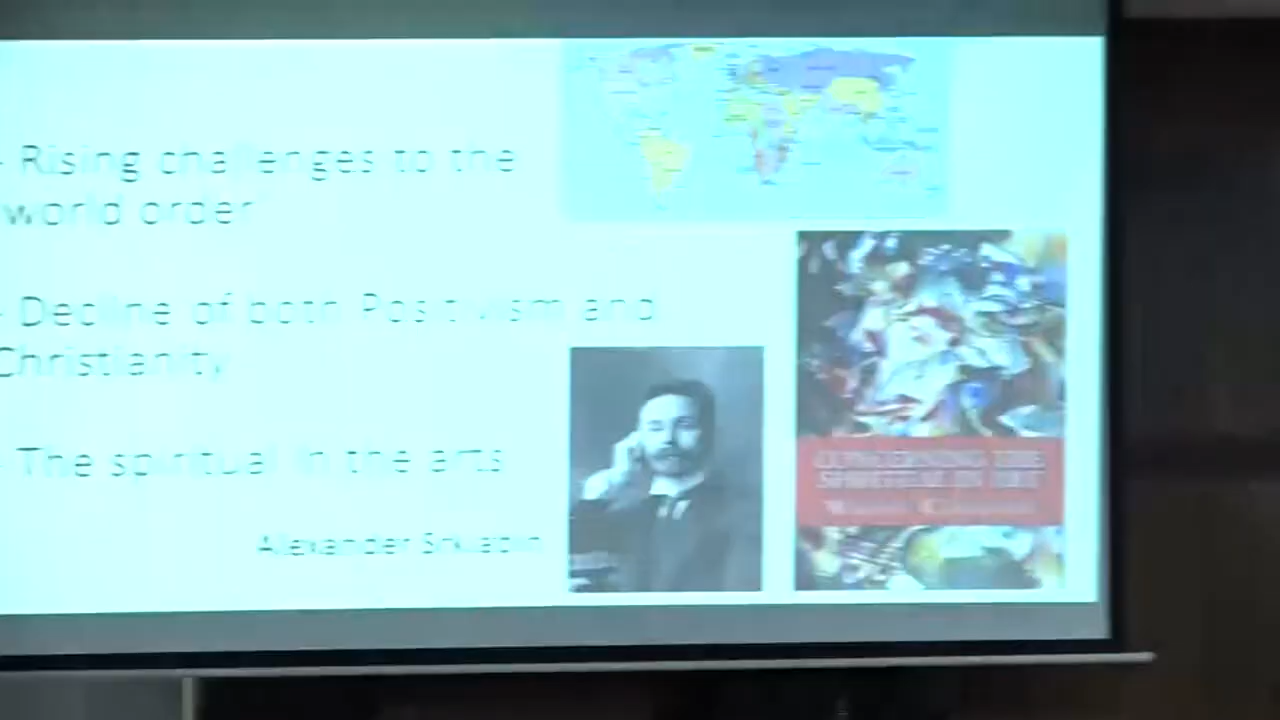 - Rising challenges to the
world order
- Decline of both Positivism and
Christianity
- The spiritual in the arts
Alexander Skriabin
CONCERNING THE
SPIRITUAL IN ART